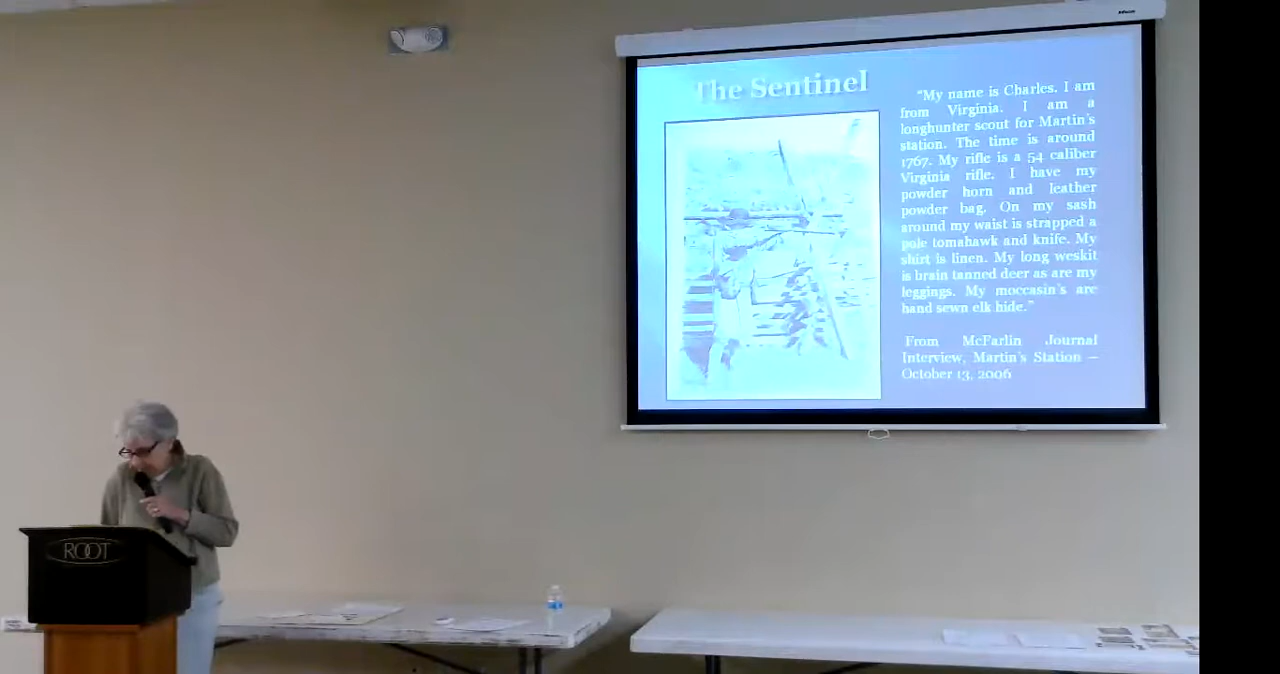 The Sentinel
"My name is Charles. I am
from Virginia. I am a
longhunter scout for Martin's
station. The time is around
1767. My rifle is a 54 caliber
Virginia rifle. I have my
powder horn and leather
powder bag. On my sash
around my waist is strapped a
pole tomahawk and knife. My
shirt is linen. My long weskit
is brain tanned deer as are my
leggings. My moccasin's are
hand sewn elk hide."
From McFarlin Journal
Interview, Martin's Station –
October 13, 2006
ROOT